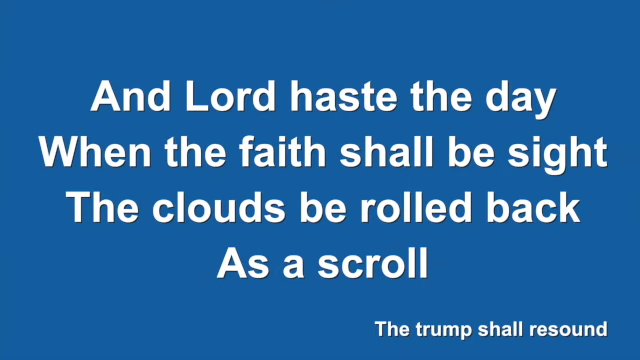 And Lord haste the day
When the faith shall be sight
The clouds be rolled back
As a scroll
The trump shall resound